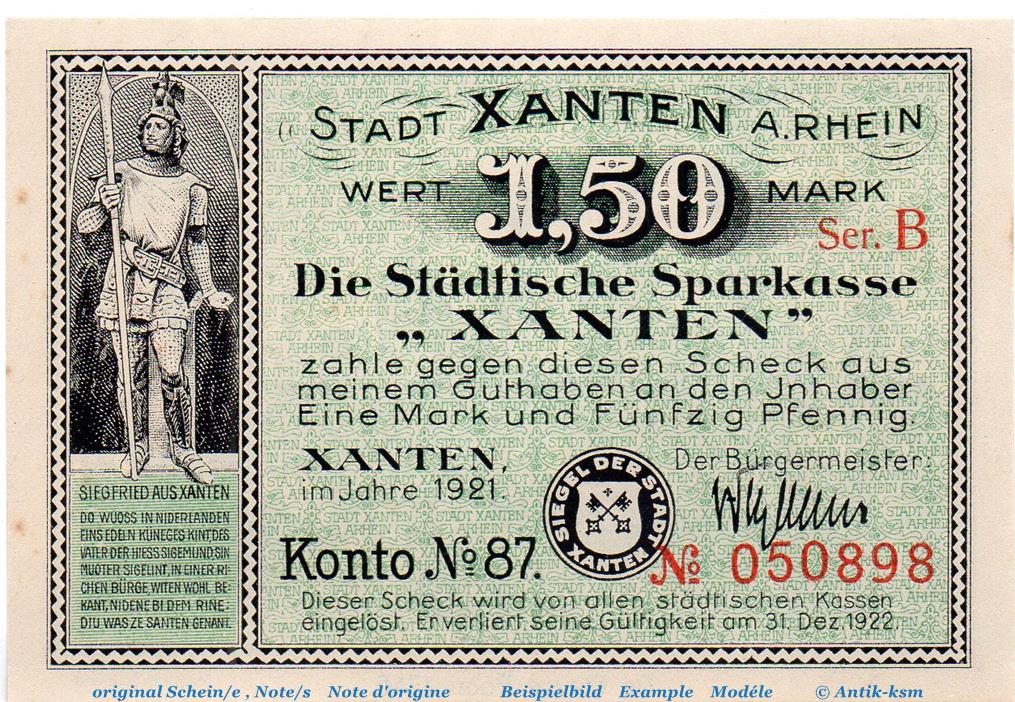 STADT XANTEN A.RHEIN
WERT 1,50 MARK
Ser. B
Die Städtische Sparkasse
„XANTEN”
zahle gegen diesen Scheck aus
meinem Guthaben an den Jnhaber
Eine Mark und Fünfzig Pfennig.
XANTEN,
im Jahre 1921.
Der Bürgermeister:
SIEGEL DER STADT XANTEN
Konto No 87.
No 050898
Dieser Scheck wird von allen städtischen Kassen
eingelöst. Er verliert seine Gültigkeit am 31. Dez. 1922.
SIEGFRIED AUS XANTEN
DO WUOSS IN NIDERLANDEN
EINS EDELN KÜNEGES KINT, DES
VATER DER HIESS SIGEMUND, SIN
MUOTER SIGELINT, IN EINER RI-
CHEN BÜRGE, WITEN WOHL BE-
KANT, NIDENE BI DEM RINE:
DIU WAS ZE SANTEN GENANT.
original Schein/e , Note/s Note d'origine Beispielbild Example Modéle © Antik-ksm